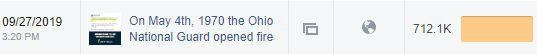 09/27/2019
3:20 PM
On May 4th, 1970 the Ohio
National Guard opened fire
712.1K